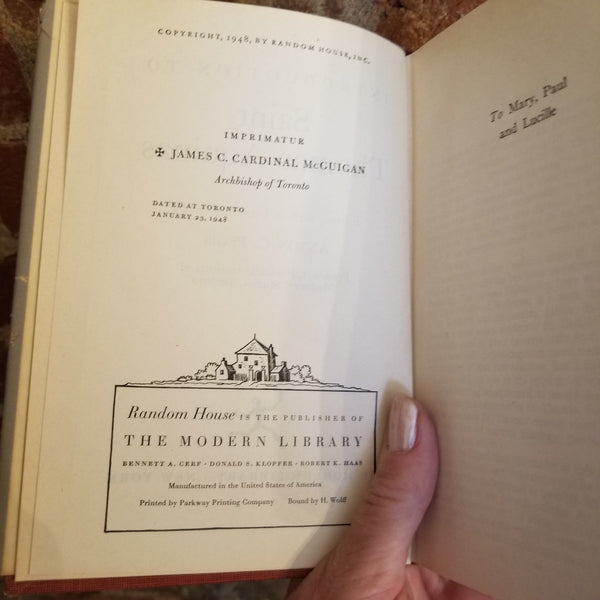 COPYRIGHT, 1948, BY RANDOM HOUSE, INC.
IMPRIMATUR
✠ JAMES C. CARDINAL McGUIGAN
Archbishop of Toronto
DATED AT TORONTO
JANUARY 23, 1948
Random House IS THE PUBLISHER OF
THE MODERN LIBRARY
BENNETT A. CERF · DONALD S. KLOPFER · ROBERT K. HAAS
Manufactured in the United States of America
Printed by Parkway Printing Company Bound by H. Wolff
To Mary, Paul
and Lucille